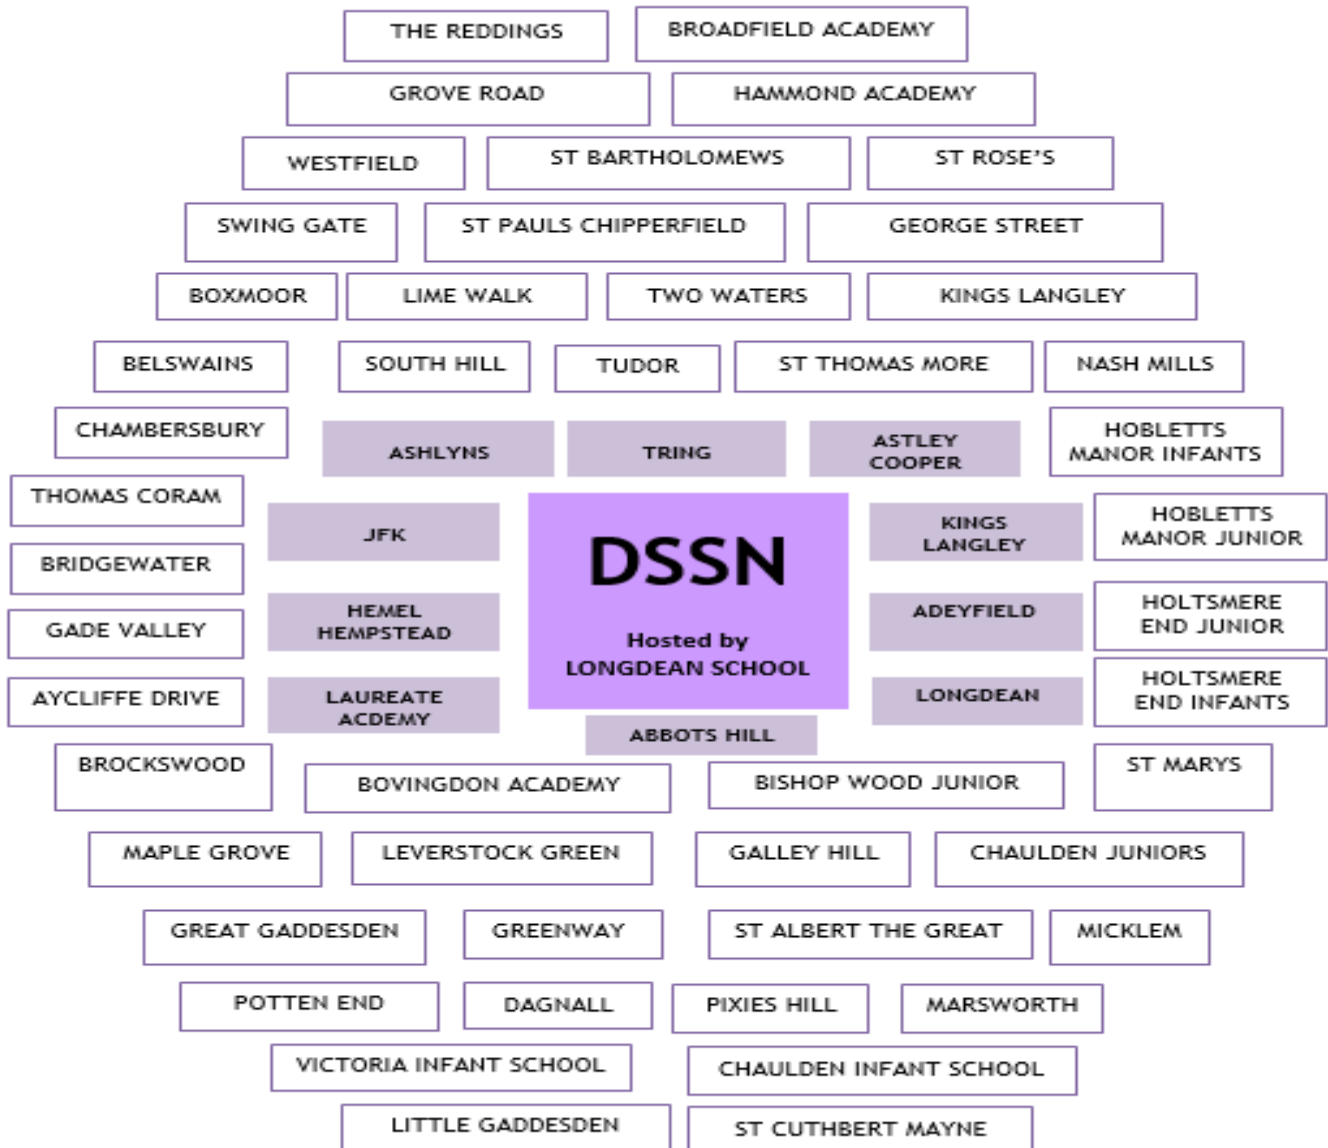 THE REDDINGS
BROADFIELD ACADEMY
GROVE ROAD
HAMMOND ACADEMY
WESTFIELD
ST BARTHOLOMEWS
ST ROSE'S
SWING GATE
ST PAULS CHIPPERFIELD
GEORGE STREET
BOXMOOR
LIME WALK
TWO WATERS
KINGS LANGLEY
BELSWAINS
SOUTH HILL
TUDOR
ST THOMAS MORE
NASH MILLS
CHAMBERSBURY
ASHLYNS
TRING
ASTLEY
COOPER
HOBLETTS
MANOR INFANTS
THOMAS CORAM
JFK
DSSN
Hosted by
LONGDEAN SCHOOL
KINGS
LANGLEY
HOBLETTS
MANOR JUNIOR
BRIDGEWATER
GADE VALLEY
HEMEL
HEMPSTEAD
ADEYFIELD
HOLTSMERE
END JUNIOR
AYCLIFFE DRIVE
LAUREATE
ACDEMY
LONGDEAN
HOLTSMERE
END INFANTS
ABBOTS HILL
BROCKSWOOD
BOVINGDON ACADEMY
BISHOP WOOD JUNIOR
ST MARYS
MAPLE GROVE
LEVERSTOCK GREEN
GALLEY HILL
CHAULDEN JUNIORS
GREAT GADDESDEN
GREENWAY
ST ALBERT THE GREAT
MICKLEM
POTTEN END
DAGNALL
PIXIES HILL
MARSWORTH
VICTORIA INFANT SCHOOL
CHAULDEN INFANT SCHOOL
LITTLE GADDESDEN
ST CUTHBERT MAYNE